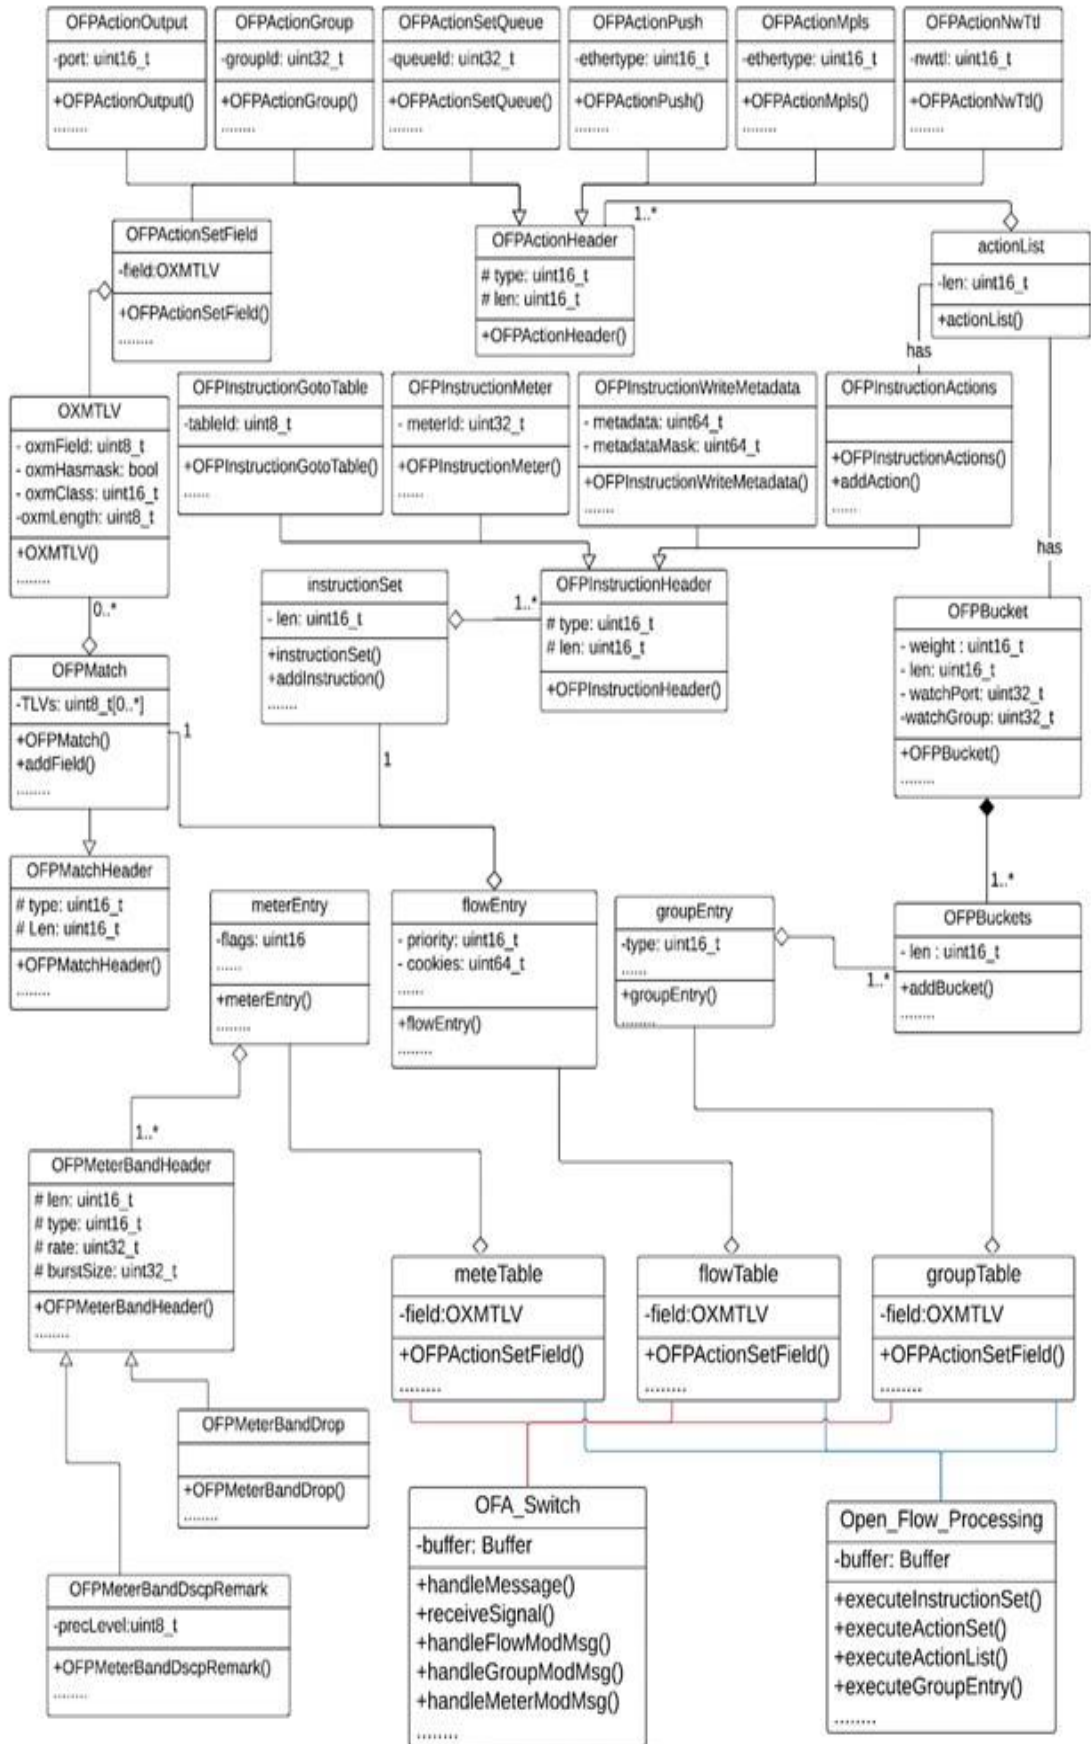 OFPActionOutput
-port: uint16_t
+OFPActionOutput()
........
OFPActionGroup
-groupId: uint32_t
+OFPActionGroup()
........
OFPActionSetQueue
-queueId: uint32_t
+OFPActionSetQueue()
........
OFPActionPush
-ethertype: uint16_t
+OFPActionPush()
........
OFPActionMpls
-ethertype: uint16_t
+OFPActionMpls()
........
OFPActionNwTtl
-nwttl: uint16_t
+OFPActionNwTtl()
........
OFPActionSetField
-field:OXMTLV
+OFPActionSetField()
........
OFPActionHeader
# type: uint16_t
# len: uint16_t
+OFPActionHeader()
1..*
actionList
-len: uint16_t
+actionList()
has
OXMTLV
- oxmField: uint8_t
- oxmHasmask: bool
- oxmClass: uint16_t
-oxmLength: uint8_t
+OXMTLV()
........
OFPInstructionGotoTable
-tableId: uint8_t
+OFPInstructionGotoTable()
......
OFPInstructionMeter
- meterId: uint32_t
+OFPInstructionMeter()
......
OFPInstructionWriteMetadata
- metadata: uint64_t
- metadataMask: uint64_t
+OFPInstructionWriteMetadata()
.......
OFPInstructionActions
+OFPInstructionActions()
+addAction()
......
has
0..*
instructionSet
- len: uint16_t
+instructionSet()
+addInstruction()
.......
1..*
OFPInstructionHeader
# type: uint16_t
# len: uint16_t
+OFPInstructionHeader()
OFPBucket
- weight : uint16_t
- len: uint16_t
- watchPort: uint32_t
-watchGroup: uint32_t
+OFPBucket()
........
OFPMatch
-TLVs: uint8_t[0..*]
+OFPMatch()
+addField()
........
1
1
OFPMatchHeader
# type: uint16_t
# Len: uint16_t
+OFPMatchHeader()
........
meterEntry
-flags: uint16
......
+meterEntry()
........
flowEntry
- priority: uint16_t
- cookies: uint64_t
......
+flowEntry()
........
groupEntry
-type: uint16_t
......
+groupEntry()
........
1..*
1..*
OFPBuckets
- len : uint16_t
+addBucket()
........
1..*
OFPMeterBandHeader
# len: uint16_t
# type: uint16_t
# rate: uint32_t
# burstSize: uint32_t
+OFPMeterBandHeader()
........
meteTable
-field:OXMTLV
+OFPActionSetField()
........
flowTable
-field:OXMTLV
+OFPActionSetField()
........
groupTable
-field:OXMTLV
+OFPActionSetField()
........
OFPMeterBandDrop
+OFPMeterBandDrop()
........
OFPMeterBandDscpRemark
-precLevel:uint8_t
+OFPMeterBandDscpRemark()
........
OFA_Switch
-buffer: Buffer
+handleMessage()
+receiveSignal()
+handleFlowModMsg()
+handleGroupModMsg()
+handleMeterModMsg()
........
Open_Flow_Processing
-buffer: Buffer
+executeInstructionSet()
+executeActionSet()
+executeActionList()
+executeGroupEntry()
........